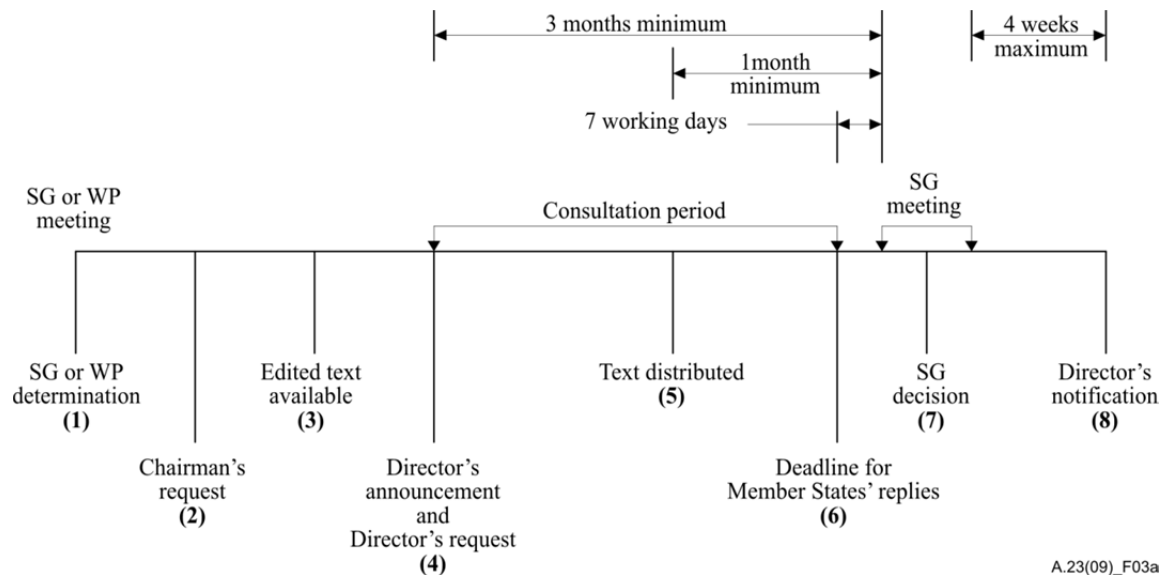 3 months minimum
4 weeks
maximum
1month
minimum
7 working days
SG or WP
meeting
Consultation period
SG
meeting
SG or WP
determination
(1)
Chairman’s
request
(2)
Edited text
available
(3)
Director’s
announcement
and
Director’s request
(4)
Text distributed
(5)
Deadline for
Member States’ replies
(6)
SG
decision
(7)
Director’s
notification
(8)
A.23(09)_F03a